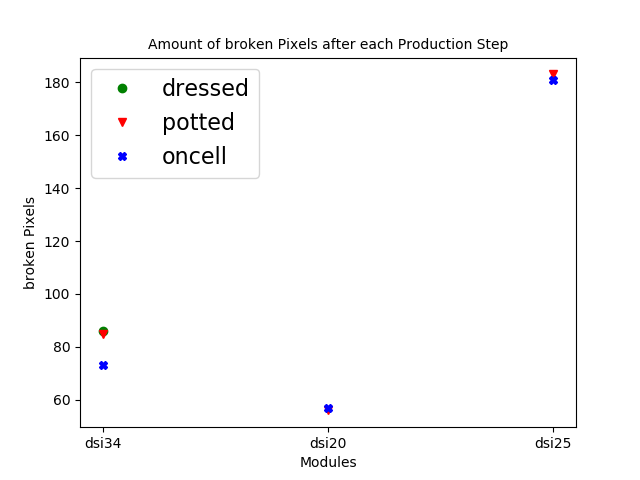 Amount of broken Pixels after each Production Step
dressed
potted
oncell
180
160
140
120
100
80
60
broken Pixels
dsi34
dsi20
dsi25
Modules